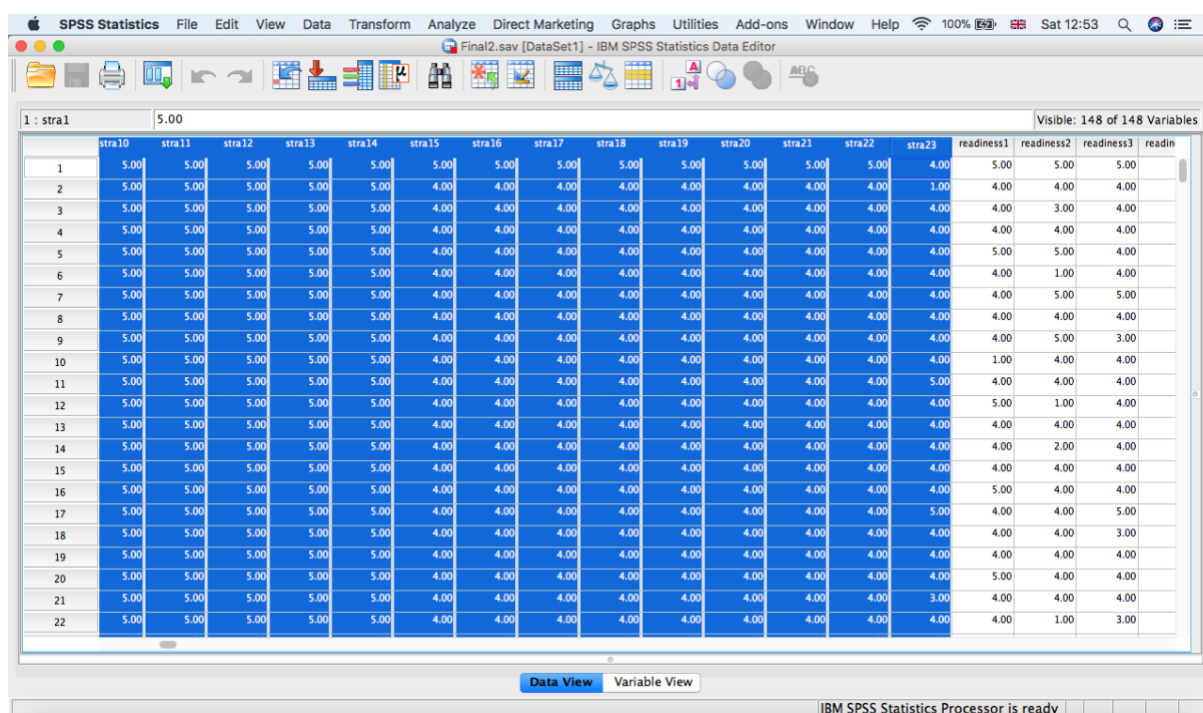 SPSS Statistics File Edit View Data Transform Analyze Direct Marketing Graphs Utilities Add-ons Window Help 100% Sat 12:53
Final2.sav [DataSet1] - IBM SPSS Statistics Data Editor
1 : stra1 5.00 Visible: 148 of 148 Variables
stra10 stra11 stra12 stra13 stra14 stra15 stra16 stra17 stra18 stra19 stra20 stra21 stra22 stra23 readiness1 readiness2 readiness3 readin
1 5.00 5.00 5.00 5.00 5.00 5.00 5.00 5.00 5.00 5.00 5.00 5.00 5.00 4.00 5.00 5.00 5.00
2 5.00 5.00 5.00 5.00 5.00 4.00 4.00 4.00 4.00 4.00 4.00 4.00 4.00 1.00 4.00 4.00 4.00
3 5.00 5.00 5.00 5.00 5.00 4.00 4.00 4.00 4.00 4.00 4.00 4.00 4.00 4.00 4.00 3.00 4.00
4 5.00 5.00 5.00 5.00 5.00 4.00 4.00 4.00 4.00 4.00 4.00 4.00 4.00 4.00 4.00 4.00 4.00
5 5.00 5.00 5.00 5.00 5.00 4.00 4.00 4.00 4.00 4.00 4.00 4.00 4.00 4.00 5.00 5.00 4.00
6 5.00 5.00 5.00 5.00 5.00 4.00 4.00 4.00 4.00 4.00 4.00 4.00 4.00 4.00 4.00 1.00 4.00
7 5.00 5.00 5.00 5.00 5.00 4.00 4.00 4.00 4.00 4.00 4.00 4.00 4.00 4.00 4.00 5.00 5.00
8 5.00 5.00 5.00 5.00 5.00 4.00 4.00 4.00 4.00 4.00 4.00 4.00 4.00 4.00 4.00 4.00 4.00
9 5.00 5.00 5.00 5.00 5.00 4.00 4.00 4.00 4.00 4.00 4.00 4.00 4.00 4.00 4.00 5.00 3.00
10 5.00 5.00 5.00 5.00 5.00 4.00 4.00 4.00 4.00 4.00 4.00 4.00 4.00 4.00 1.00 4.00 4.00
11 5.00 5.00 5.00 5.00 5.00 4.00 4.00 4.00 4.00 4.00 4.00 4.00 4.00 5.00 4.00 4.00 4.00
12 5.00 5.00 5.00 5.00 5.00 4.00 4.00 4.00 4.00 4.00 4.00 4.00 4.00 4.00 5.00 1.00 4.00
13 5.00 5.00 5.00 5.00 5.00 4.00 4.00 4.00 4.00 4.00 4.00 4.00 4.00 4.00 4.00 4.00 4.00
14 5.00 5.00 5.00 5.00 5.00 4.00 4.00 4.00 4.00 4.00 4.00 4.00 4.00 4.00 4.00 2.00 4.00
15 5.00 5.00 5.00 5.00 5.00 4.00 4.00 4.00 4.00 4.00 4.00 4.00 4.00 4.00 4.00 4.00 4.00
16 5.00 5.00 5.00 5.00 5.00 4.00 4.00 4.00 4.00 4.00 4.00 4.00 4.00 4.00 5.00 4.00 4.00
17 5.00 5.00 5.00 5.00 5.00 4.00 4.00 4.00 4.00 4.00 4.00 4.00 4.00 5.00 4.00 4.00 5.00
18 5.00 5.00 5.00 5.00 5.00 4.00 4.00 4.00 4.00 4.00 4.00 4.00 4.00 4.00 4.00 4.00 3.00
19 5.00 5.00 5.00 5.00 5.00 4.00 4.00 4.00 4.00 4.00 4.00 4.00 4.00 4.00 4.00 4.00 4.00
20 5.00 5.00 5.00 5.00 5.00 4.00 4.00 4.00 4.00 4.00 4.00 4.00 4.00 4.00 5.00 4.00 4.00
21 5.00 5.00 5.00 5.00 5.00 4.00 4.00 4.00 4.00 4.00 4.00 4.00 4.00 3.00 4.00 4.00 4.00
22 5.00 5.00 5.00 5.00 5.00 4.00 4.00 4.00 4.00 4.00 4.00 4.00 4.00 4.00 4.00 1.00 3.00
Data View Variable View
IBM SPSS Statistics Processor is ready